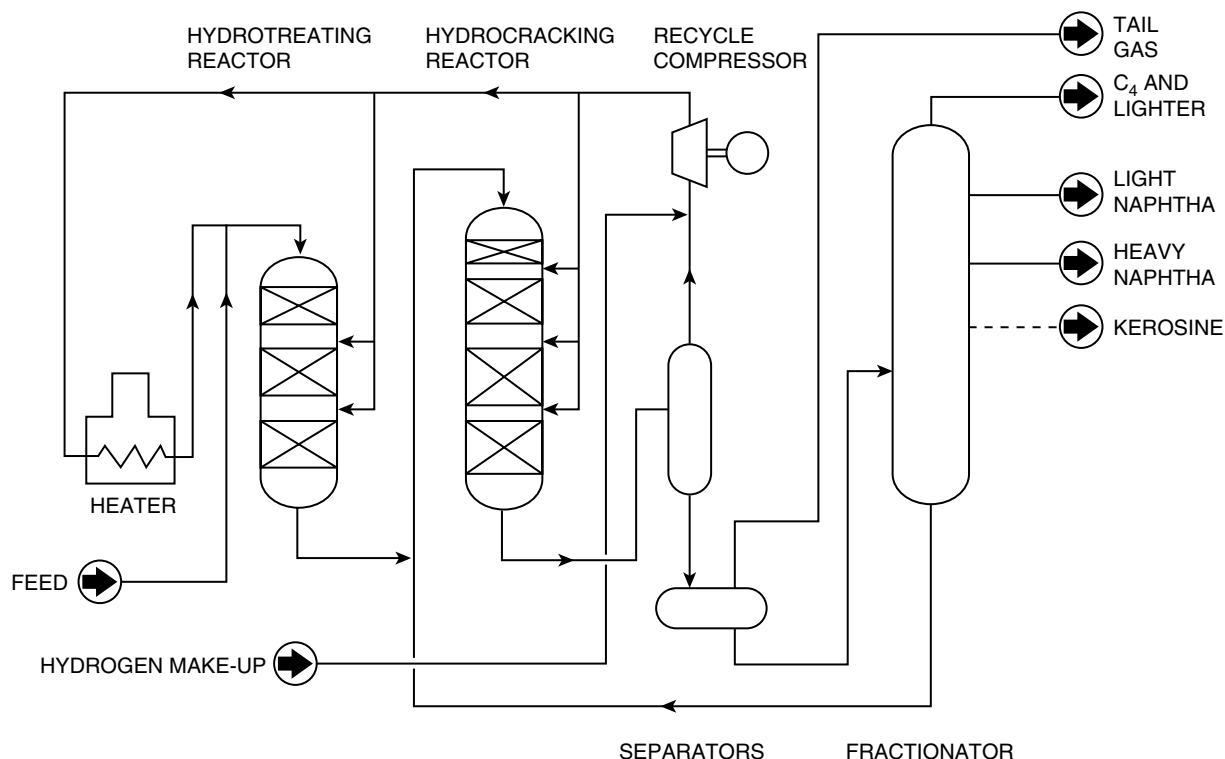 HYDROTREATING
REACTOR
HYDROCRACKING
REACTOR
RECYCLE
COMPRESSOR
TAIL
GAS
C₄ AND
LIGHTER
LIGHT
NAPHTHA
HEAVY
NAPHTHA
KEROSINE
HEATER
FEED
HYDROGEN MAKE-UP
SEPARATORS
FRACTIONATOR